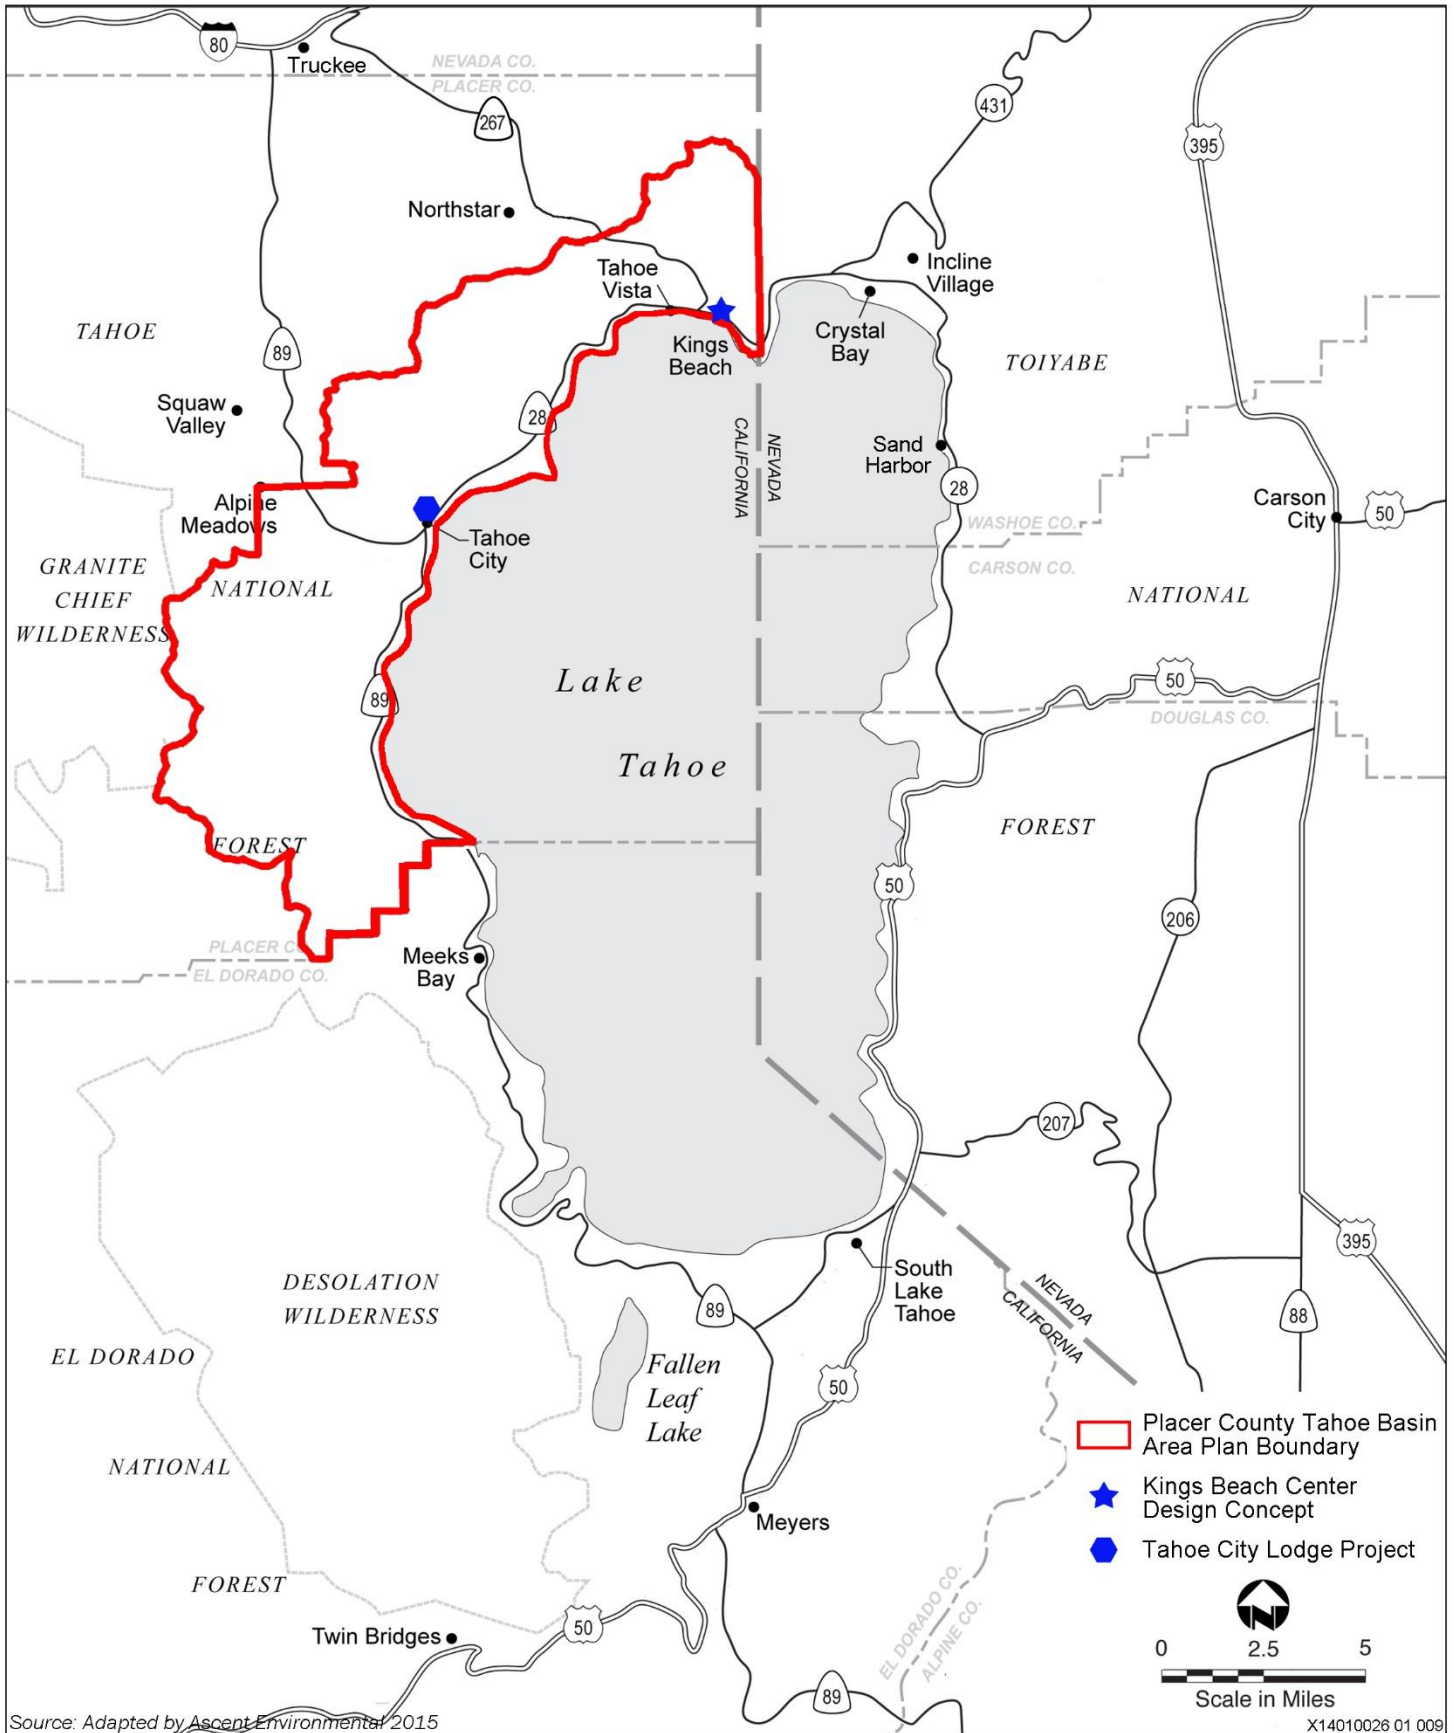 80
Truckee
NEVADA CO.
PLACER CO.
267
431
395
Northstar
Tahoe
Vista
Incline
Village
Kings
Beach
Crystal
Bay
TAHOE
89
TOIYABE
Squaw
Valley
28
CALIFORNIA
NEVADA
Sand
Harbor
28
Alpine
Meadows
Carson
City
50
Tahoe
City
WASHOE CO.
CARSON CO.
GRANITE
CHIEF
WILDERNESS
NATIONAL
NATIONAL
Lake
Tahoe
89
50
DOUGLAS CO.
FOREST
FOREST
50
206
PLACER C
EL DORADO CO.
Meeks
Bay
207
395
South
Lake
Tahoe
NEVADA
CALIFORNIA
DESOLATION
WILDERNESS
89
88
EL DORADO
Fallen
Leaf
Lake
50
NATIONAL
FOREST
Meyers
Twin Bridges
50
EL DORADO CO.
ALPINE CO.
89
Placer County Tahoe Basin
Area Plan Boundary
Kings Beach Center
Design Concept
Tahoe City Lodge Project
N
0 2.5 5
Scale in Miles
Source: Adapted by Ascent Environmental 2015
X14010026 01 009